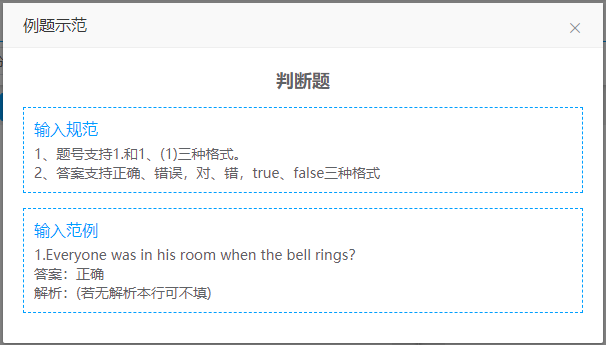 例题示范
判断题
输入规范
1、题号支持1.和1、(1)三种格式。
2、答案支持正确、错误，对、错，true、false三种格式
输入范例
1.Everyone was in his room when the bell rings?
答案：正确
解析：(若无解析本行可不填)